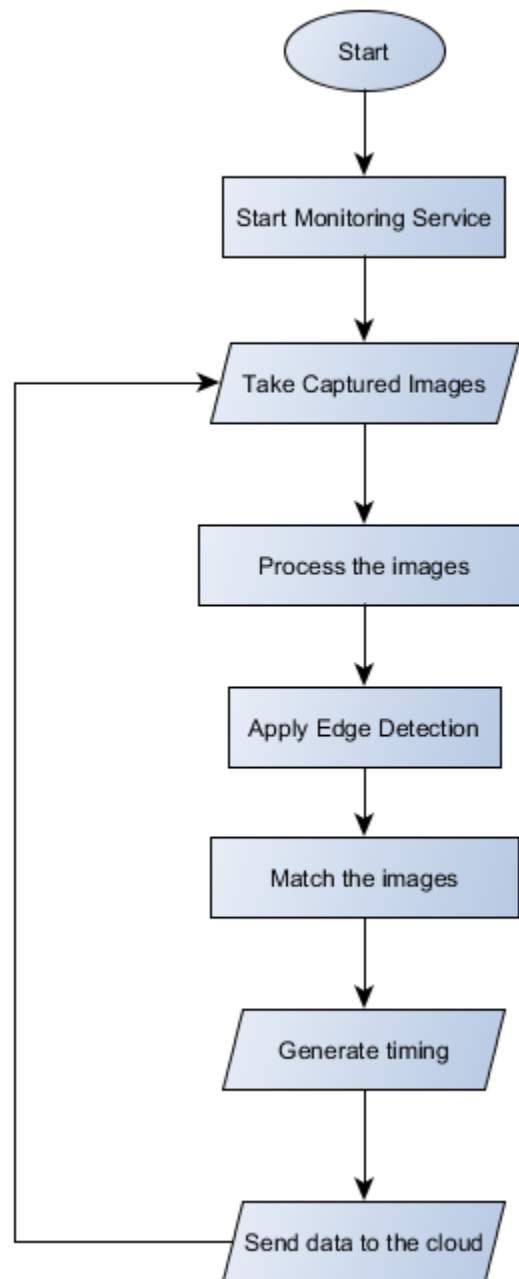 Start
Start Monitoring Service
Take Captured Images
Process the images
Apply Edge Detection
Match the images
Generate timing
Send data to the cloud